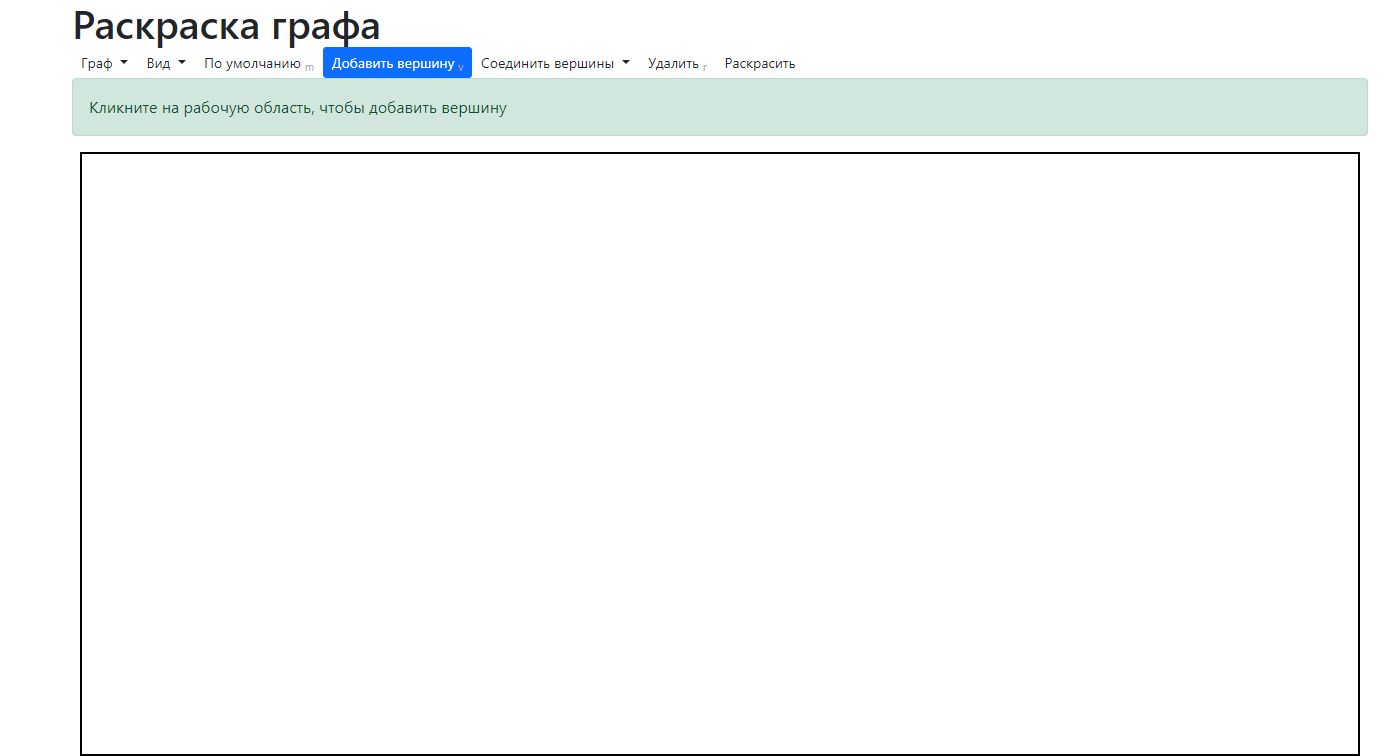 Раскраска графа
Граф Вид По умолчанию m Добавить вершину v Соединить вершины Удалить r Раскрасить
Кликните на рабочую область, чтобы добавить вершину